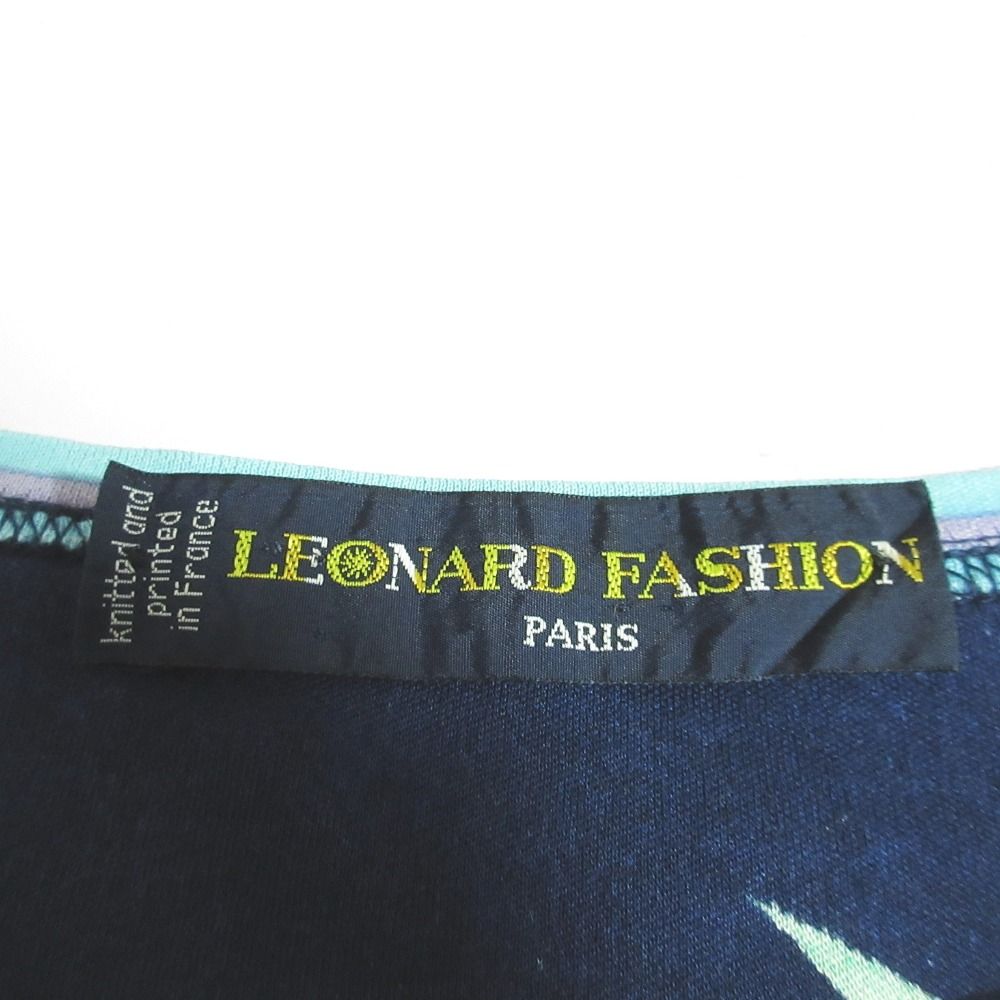 knitted and
printed
in France
LEONARD FASHION
PARIS